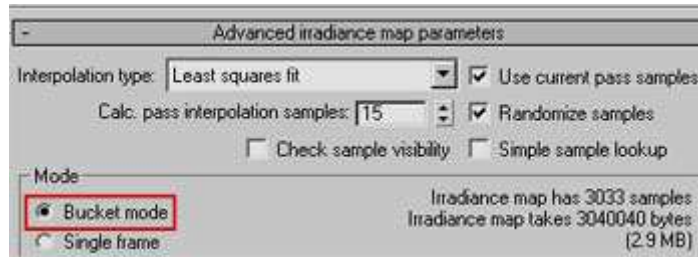 - Advanced irradiance map parameters
Interpolation type: Least squares fit Use current pass samples
Calc. pass interpolation samples: 15 Randomize samples
Check sample visibility Simple sample lookup
Mode
Bucket mode Irradiance map has 3033 samples
Irradiance map takes 3040040 bytes
Single frame (2.9 MB)